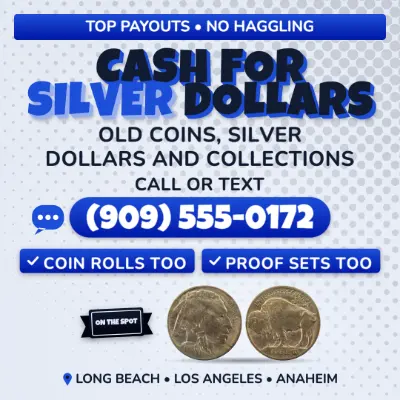 TOP PAYOUTS • NO HAGGLING
CASH FOR
SILVER DOLLARS
OLD COINS, SILVER
DOLLARS AND COLLECTIONS
CALL OR TEXT
(909) 555-0172
COIN ROLLS TOO
PROOF SETS TOO
ON THE SPOT
LONG BEACH • LOS ANGELES • ANAHEIM